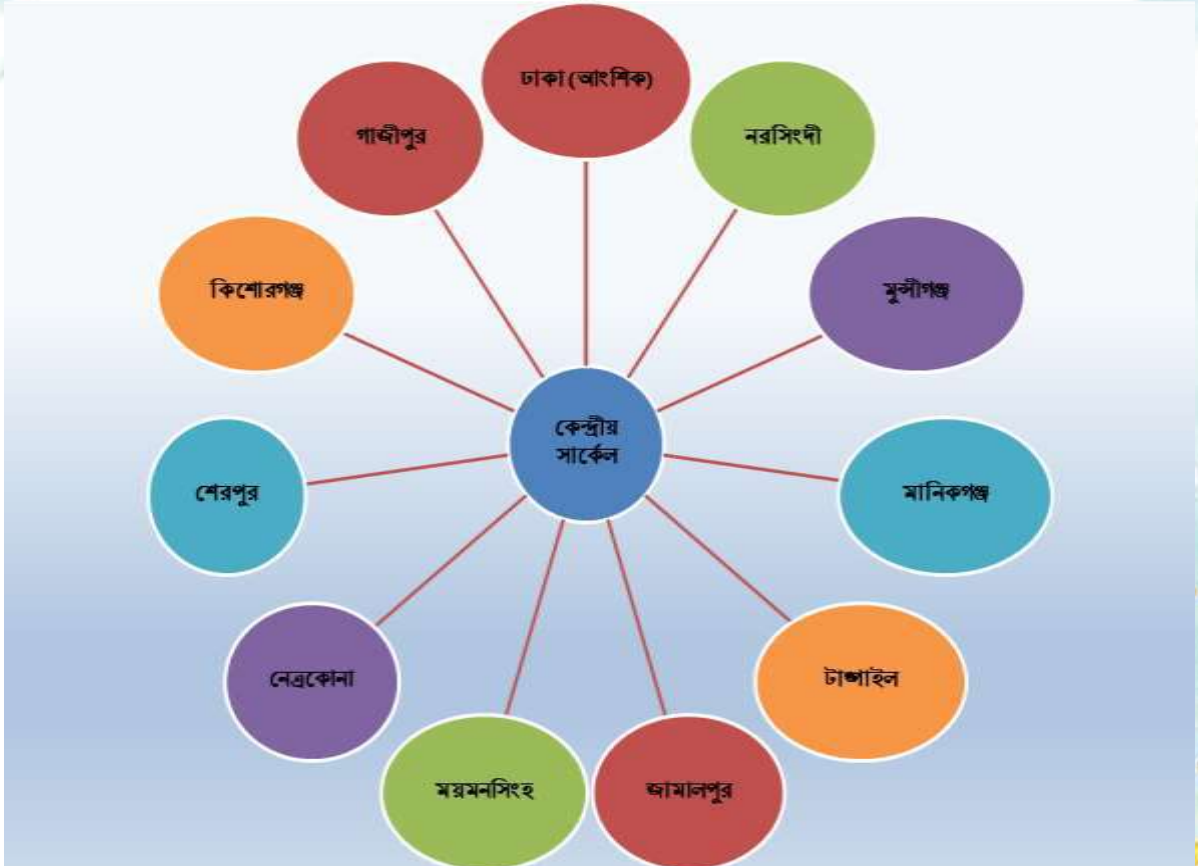 ঢাকা (আংশিক)
নরসিংদী
মুন্সীগঞ্জ
মানিকগঞ্জ
টাঙ্গাইল
জামালপুর
ময়মনসিংহ
নেত্রকোনা
শেরপুর
কিশোরগঞ্জ
গাজীপুর
কেন্দ্রীয়
সার্কেল